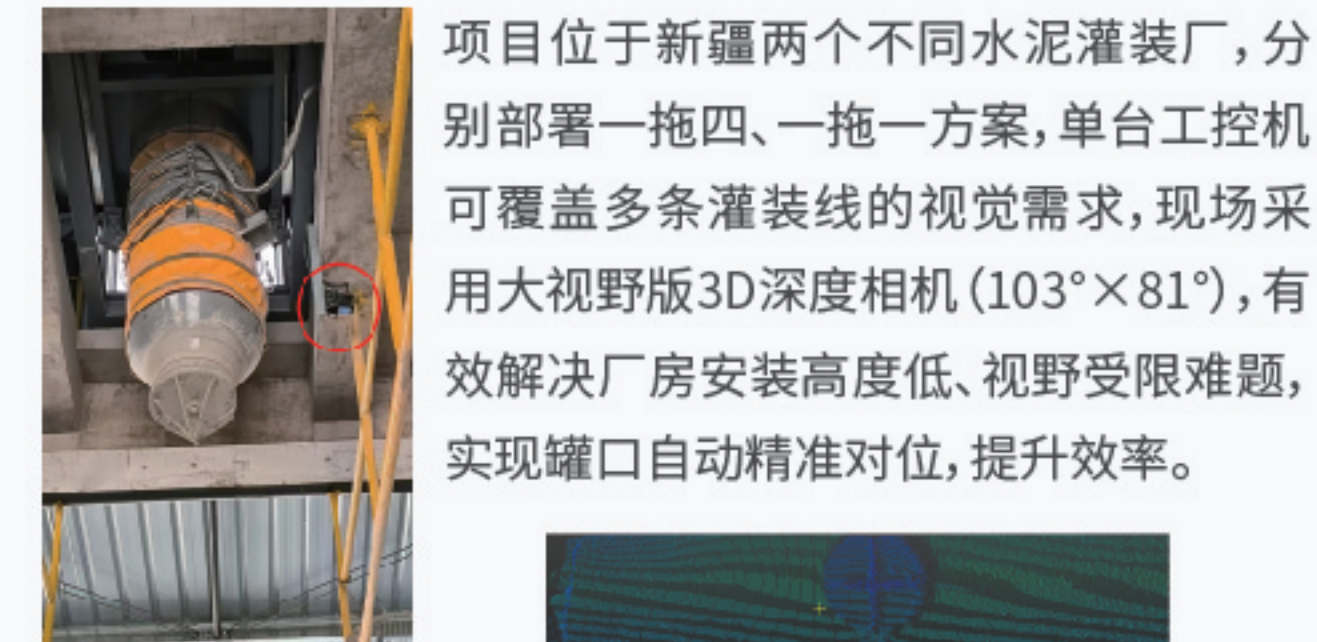 项目位于新疆两个不同水泥灌装厂，分
别部署一拖四、一拖一方案，单台工控机
可覆盖多条灌装线的视觉需求，现场采
用大视野版3D深度相机（103°×81°），有
效解决厂房安装高度低、视野受限难题，
实现罐口自动精准对位，提升效率。